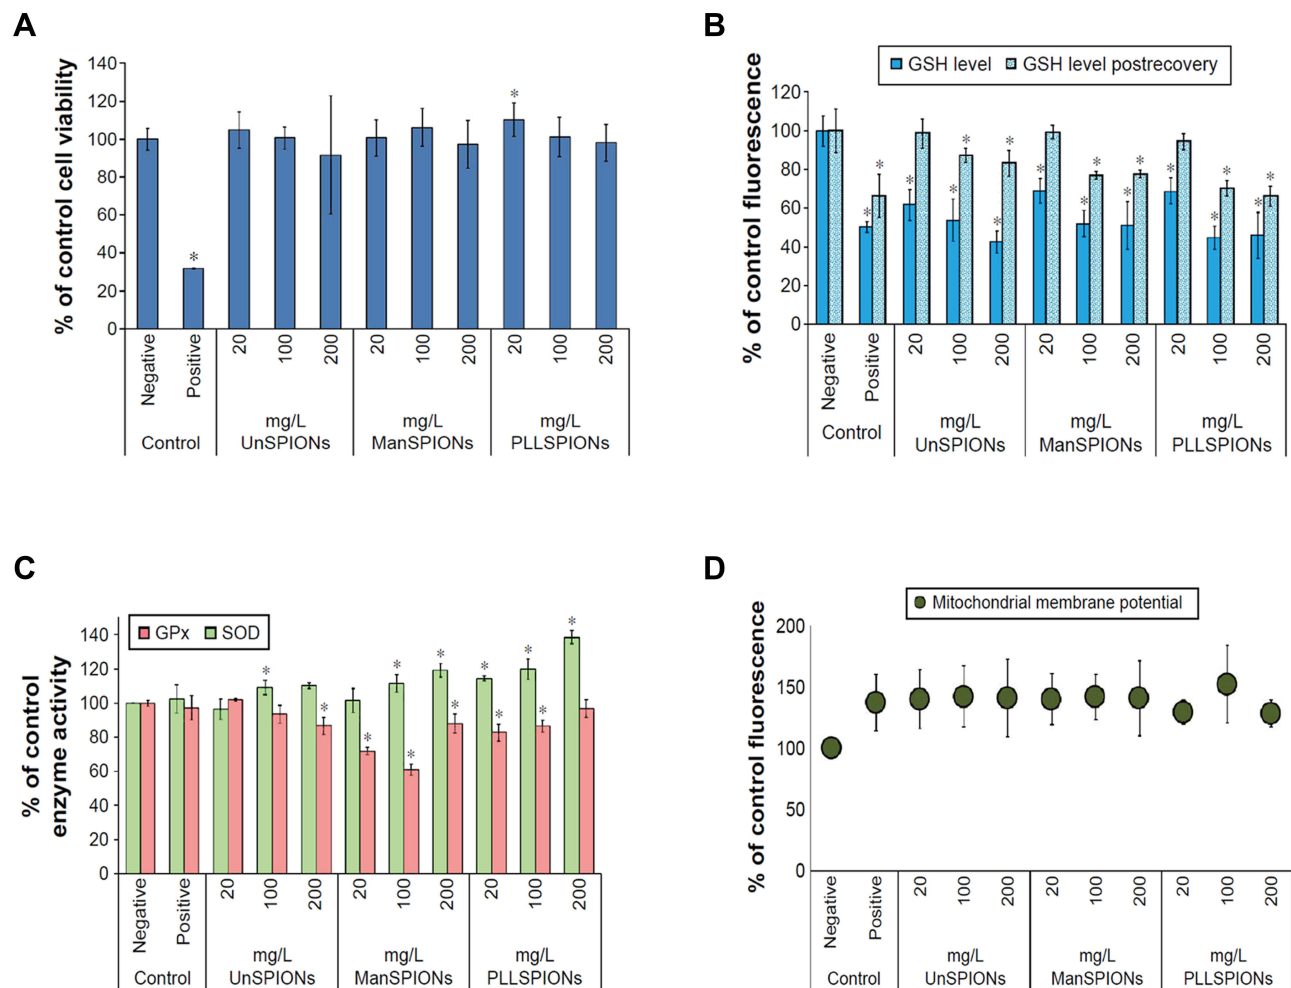 A
% of control cell viability
140
120
100
80
60
40
20
0
*
*
Negative
Positive
20
100
200
20
100
200
20
100
200
mg/L
mg/L
mg/L
Control
UnSPIONs
ManSPIONs
PLLSPIONs
B
GSH level
GSH level postrecovery
% of control fluorescence
120
100
80
60
40
20
0
* * * * * * * * * * * * * * * *
Negative
Positive
20
100
200
20
100
200
20
100
200
mg/L
mg/L
mg/L
Control
UnSPIONs
ManSPIONs
PLLSPIONs
C
GPx
SOD
% of control
enzyme activity
140
120
100
80
60
40
20
0
* * * * * * * * * * *
Negative
Positive
20
100
200
20
100
200
20
100
200
mg/L
mg/L
mg/L
Control
UnSPIONs
ManSPIONs
PLLSPIONs
D
Mitochondrial membrane potential
% of control fluorescence
200
150
100
50
0
Negative
Positive
20
100
200
20
100
200
20
100
200
mg/L
mg/L
mg/L
Control
UnSPIONs
ManSPIONs
PLLSPIONs